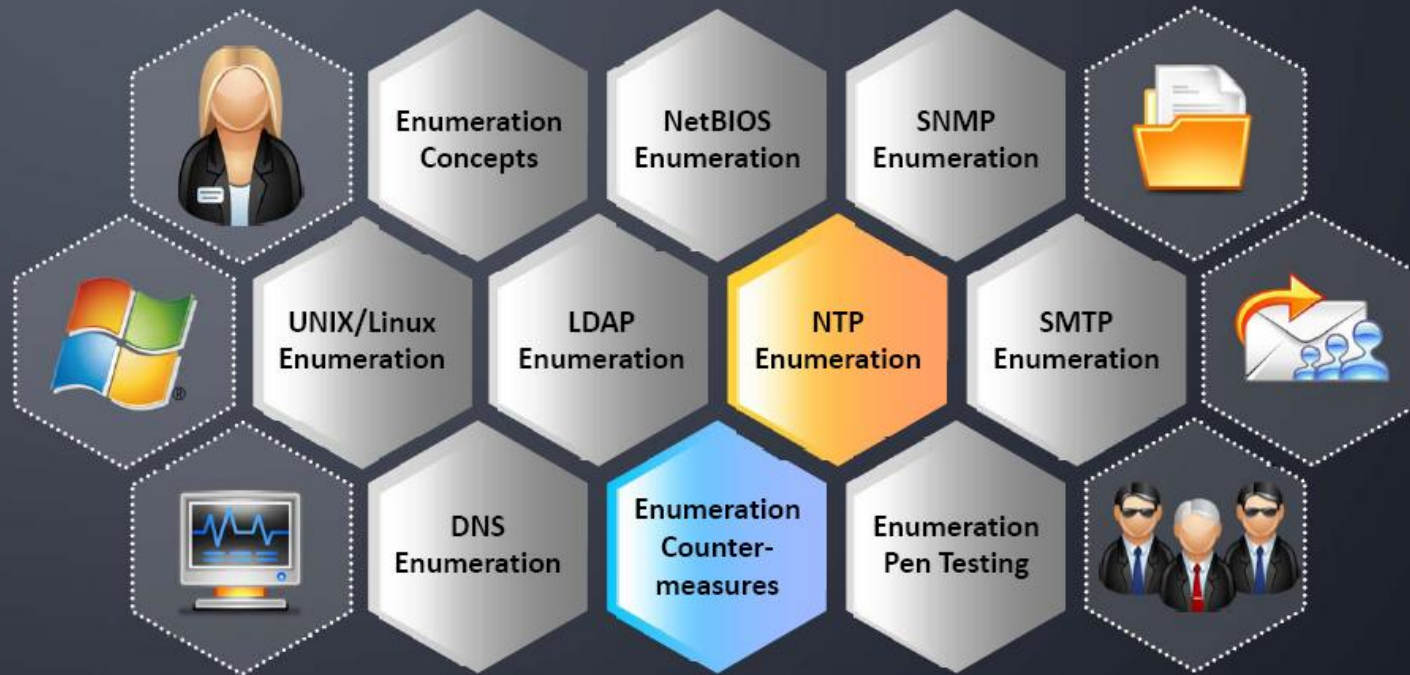 Enumeration
Concepts
NetBIOS
Enumeration
SNMP
Enumeration
UNIX/Linux
Enumeration
LDAP
Enumeration
NTP
Enumeration
SMTP
Enumeration
®
DNS
Enumeration
Enumeration
Counter-
measures
Enumeration
Pen Testing